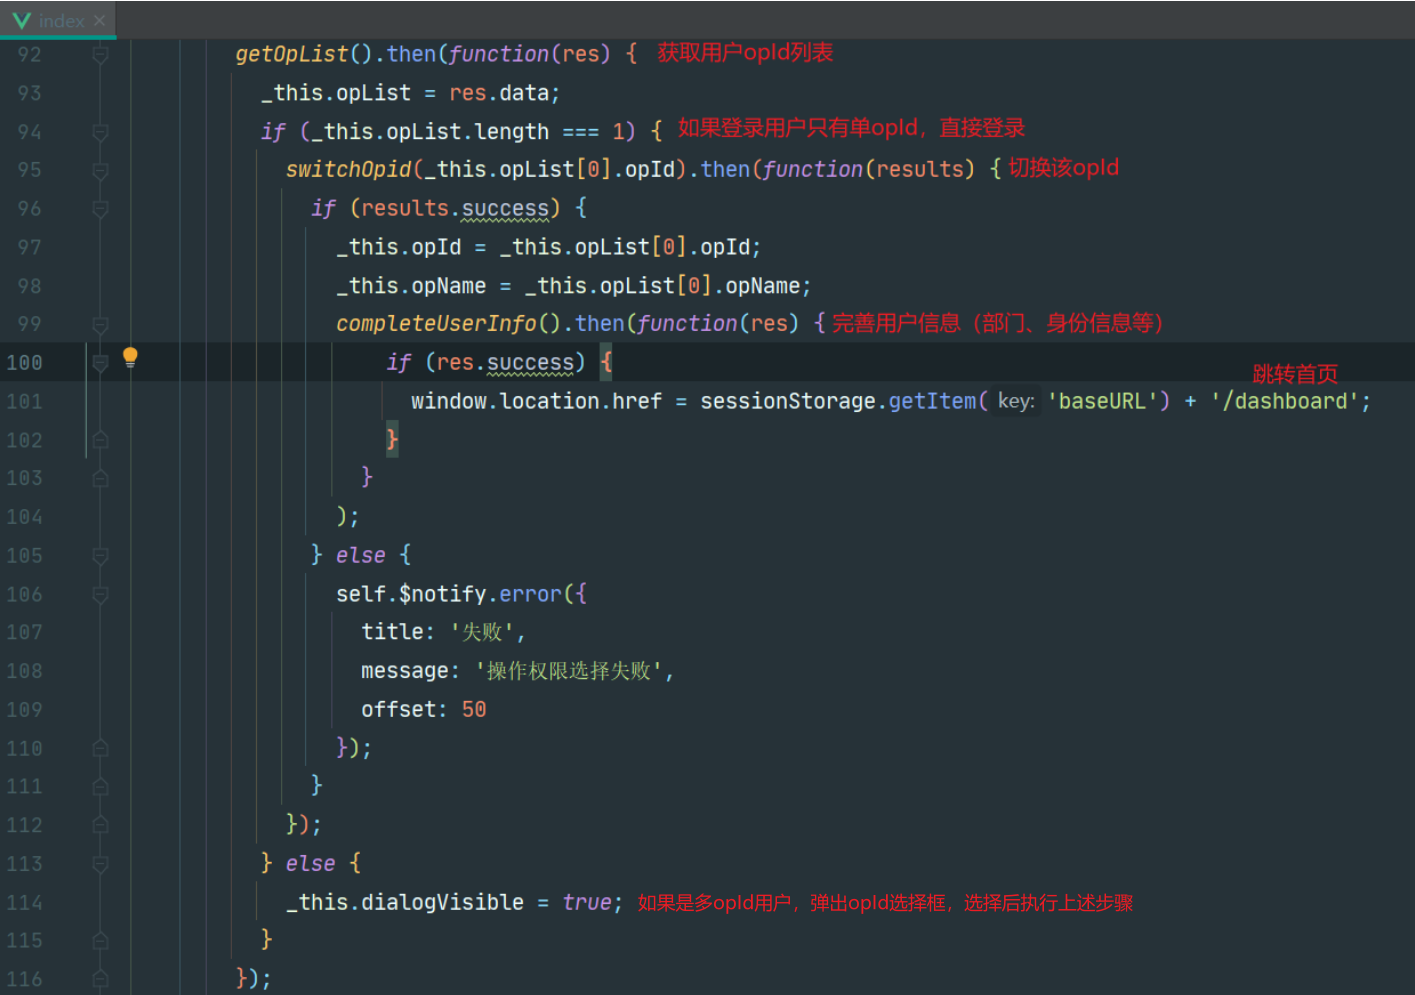 index
92 getOpList().then(function(res) { 获取用户opId列表
93 _this.opList = res.data;
94 if (_this.opList.length === 1) { 如果登录用户只有单opId，直接登录
95 switchOpid(_this.opList[0].opId).then(function(results) { 切换该opId
96 if (results.success) {
97 _this.opId = _this.opList[0].opId;
98 _this.opName = _this.opList[0].opName;
99 completeUserInfo().then(function(res) { 完善用户信息（部门、身份信息等）
100 if (res.success) {
跳转首页
101 window.location.href = sessionStorage.getItem( key: 'baseURL') + '/dashboard';
102 }
103 }
104 );
105 } else {
106 self.$notify.error({
107 title: '失败',
108 message: '操作权限选择失败',
109 offset: 50
110 });
111 }
112 });
113 } else {
114 _this.dialogVisible = true; 如果是多opId用户，弹出opId选择框，选择后执行上述步骤
115 }
116 });